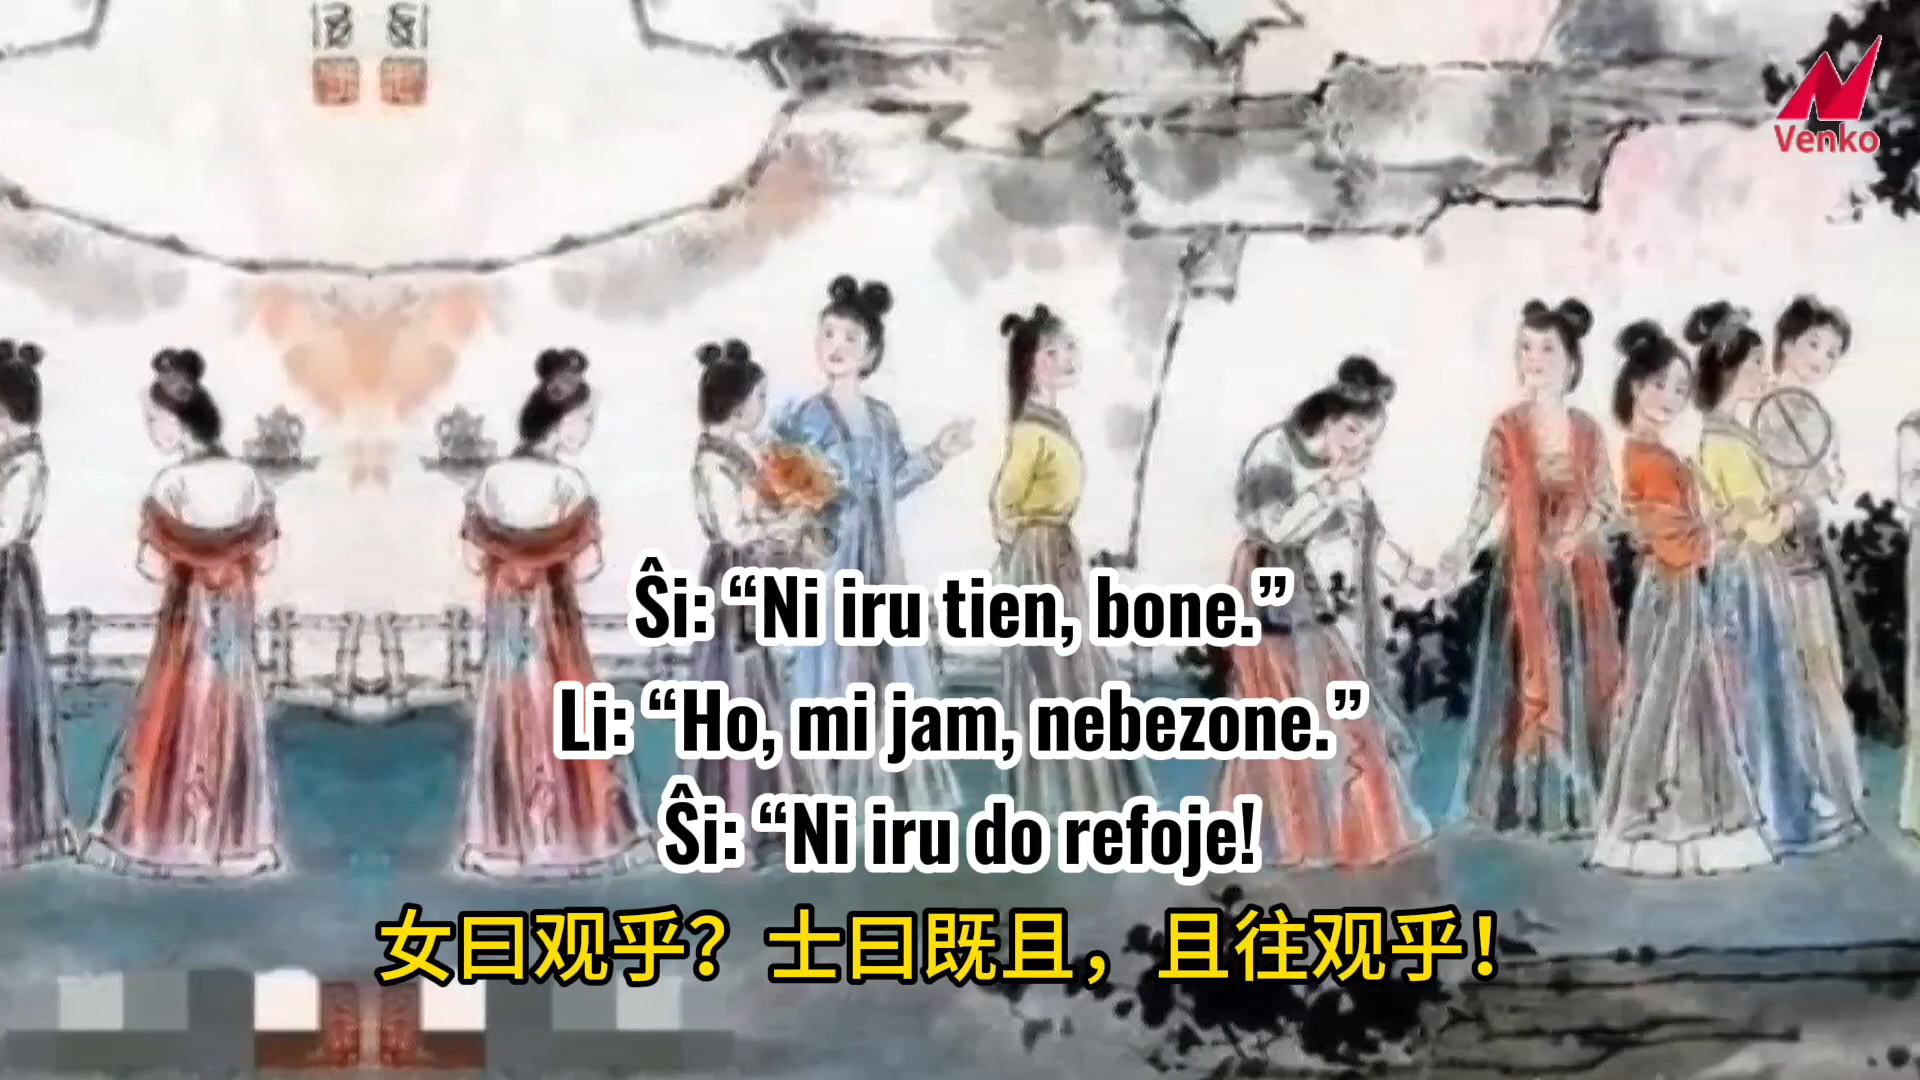 Venko
Ŝi: “Ni iru tien, bone.”
Li: “Ho, mi jam, nebezone.”
Ŝi: “Ni iru do refoje!
女曰观乎？士曰既且，且往观乎！